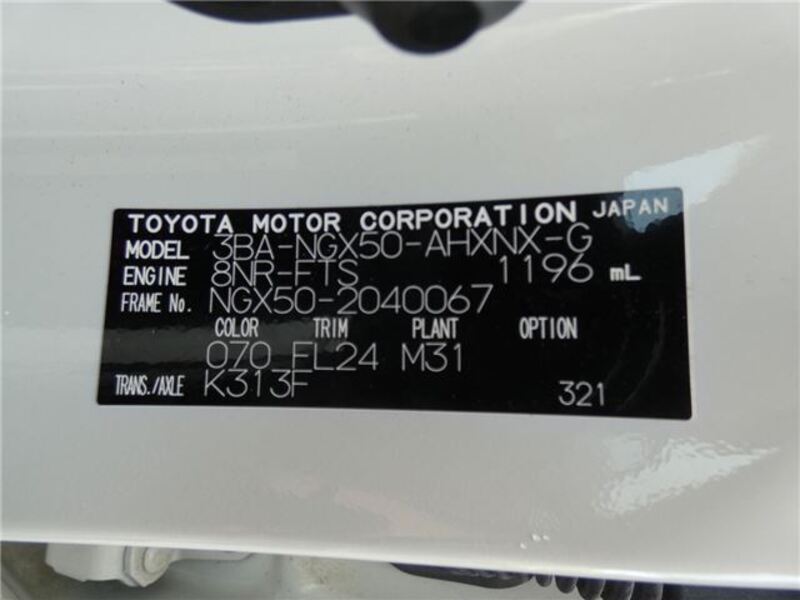 TOYOTA MOTOR CORPORATION JAPAN
MODEL 3BA-NGX50-AHXNX-G
ENGINE 8NR-FTS 1196 mL
FRAME No. NGX50-2040067
COLOR TRIM PLANT OPTION
070 FL24 M31
TRANS./AXLE K313F 321